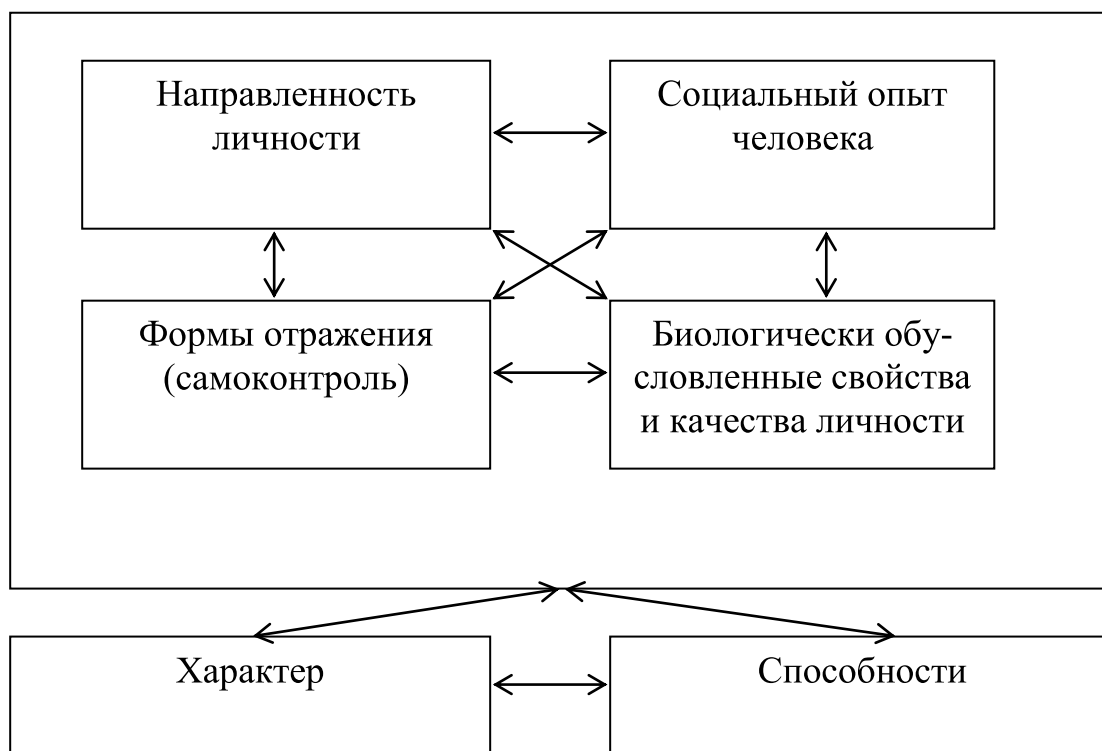 Направленность
личности
Социальный опыт
человека
Формы отражения
(самоконтроль)
Биологически обу-
словленные свойства
и качества личности
Характер
Способности